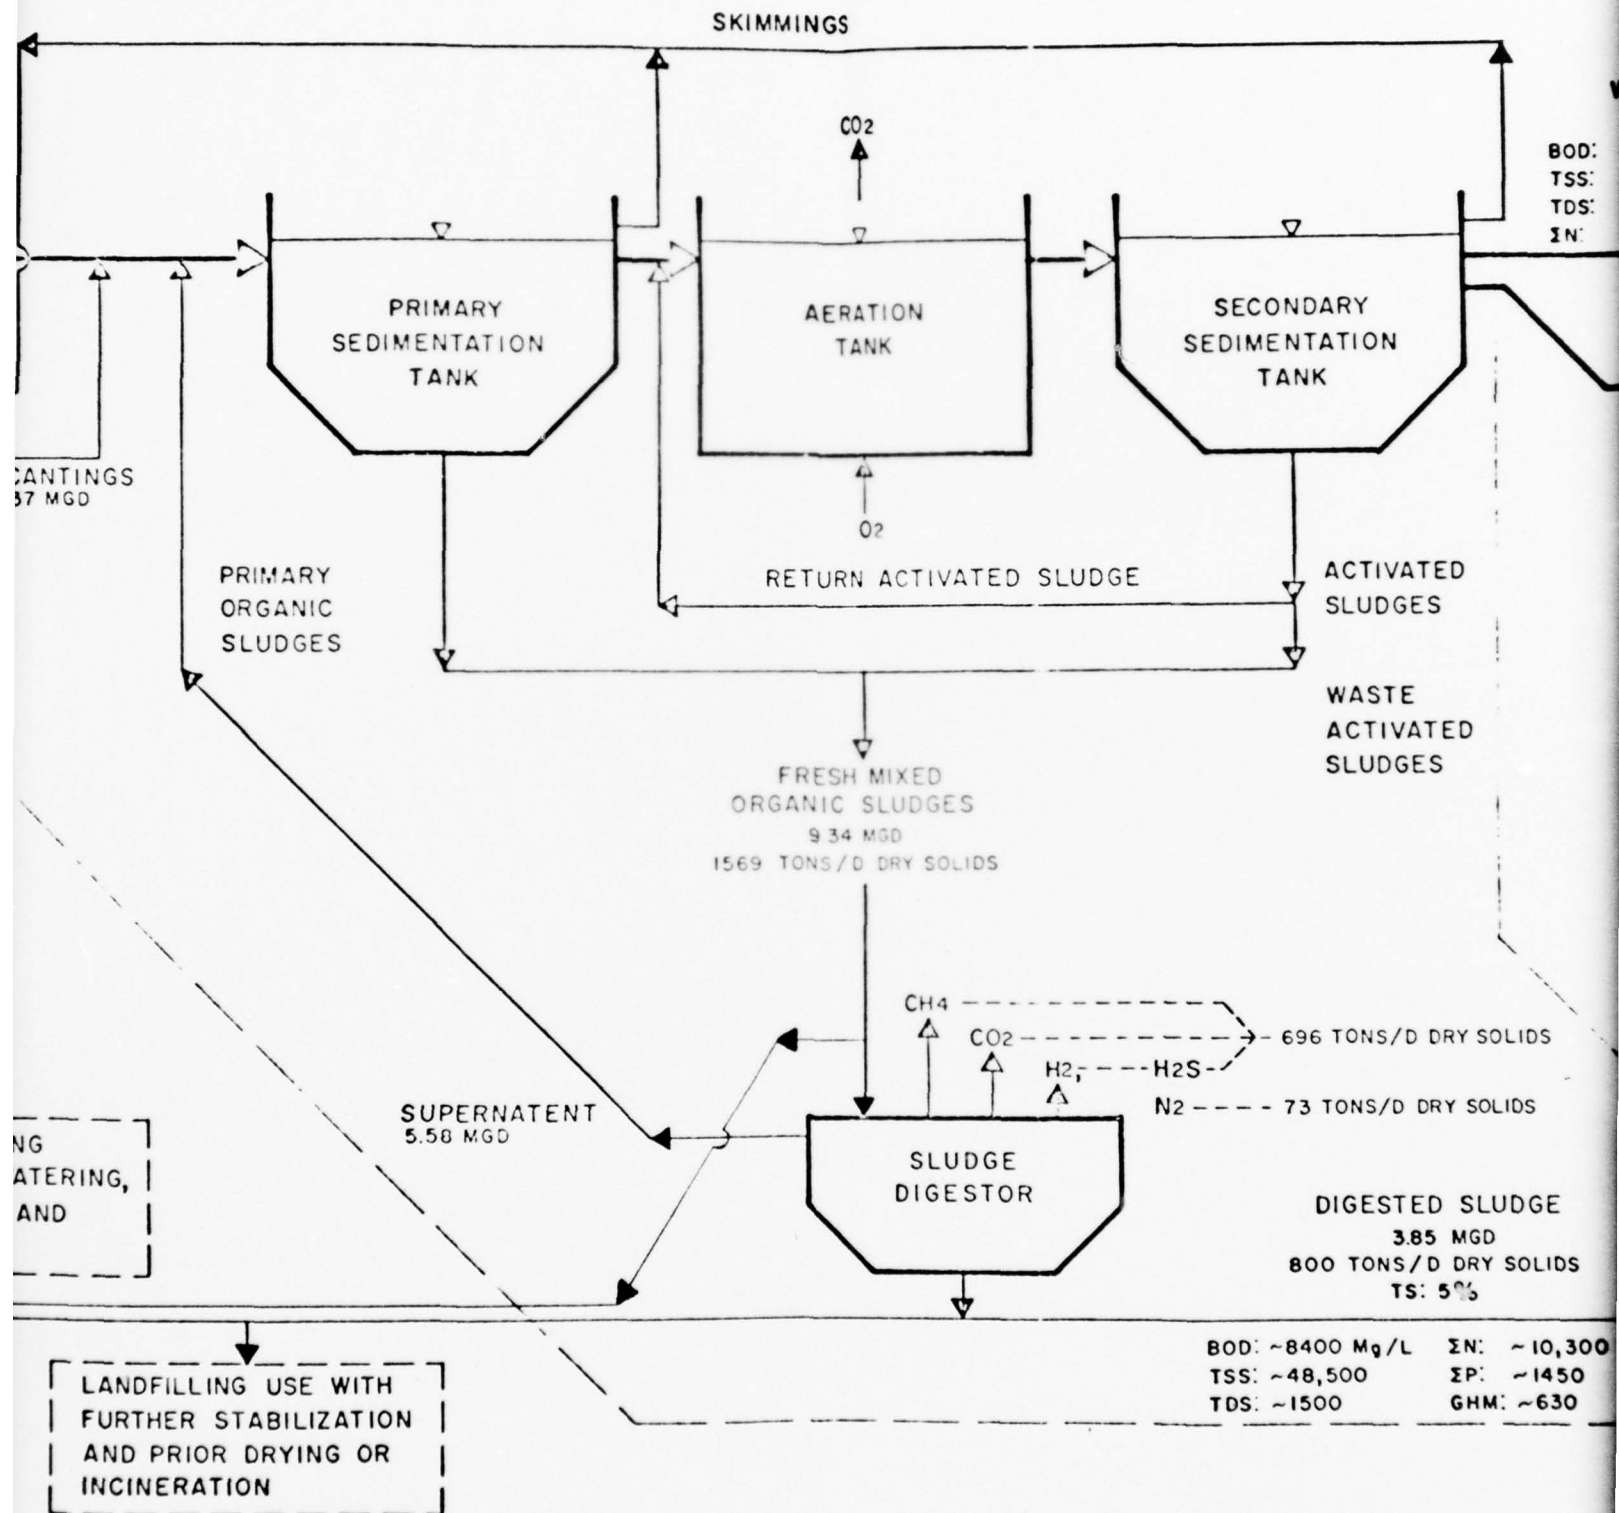 SKIMMINGS
CO2
BOD:
TSS:
TDS:
ΣN:
PRIMARY
SEDIMENTATION
TANK
AERATION
TANK
SECONDARY
SEDIMENTATION
TANK
CANTINGS
37 MGD
O2
RETURN ACTIVATED SLUDGE
ACTIVATED
SLUDGES
PRIMARY
ORGANIC
SLUDGES
WASTE
ACTIVATED
SLUDGES
FRESH MIXED
ORGANIC SLUDGES
9.34 MGD
1569 TONS/D DRY SOLIDS
CH4
CO2
696 TONS/D DRY SOLIDS
H2, H2S
N2
73 TONS/D DRY SOLIDS
SUPERNATENT
5.58 MGD
NG
ATERING,
AND
SLUDGE
DIGESTOR
DIGESTED SLUDGE
3.85 MGD
800 TONS/D DRY SOLIDS
TS: 5%
BOD: ~8400 Mg/L ΣN: ~10,300
TSS: ~48,500 ΣP: ~1450
TDS: ~1500 GHM: ~630
LANDFILLING USE WITH
FURTHER STABILIZATION
AND PRIOR DRYING OR
INCINERATION